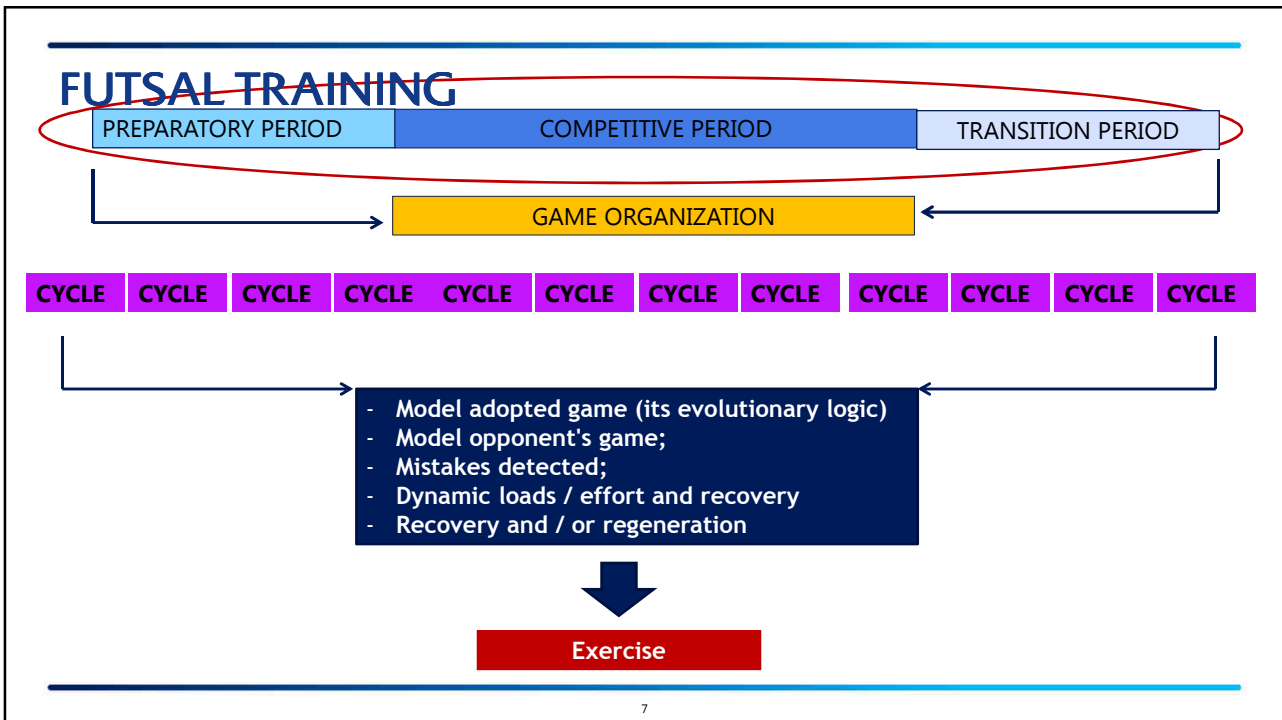 FUTSAL TRAINING
PREPARATORY PERIOD COMPETITIVE PERIOD TRANSITION PERIOD
GAME ORGANIZATION
CYCLE CYCLE CYCLE CYCLE CYCLE CYCLE CYCLE CYCLE CYCLE CYCLE CYCLE CYCLE
- Model adopted game (its evolutionary logic)
- Model opponent's game;
- Mistakes detected;
- Dynamic loads / effort and recovery
- Recovery and / or regeneration
Exercise
7